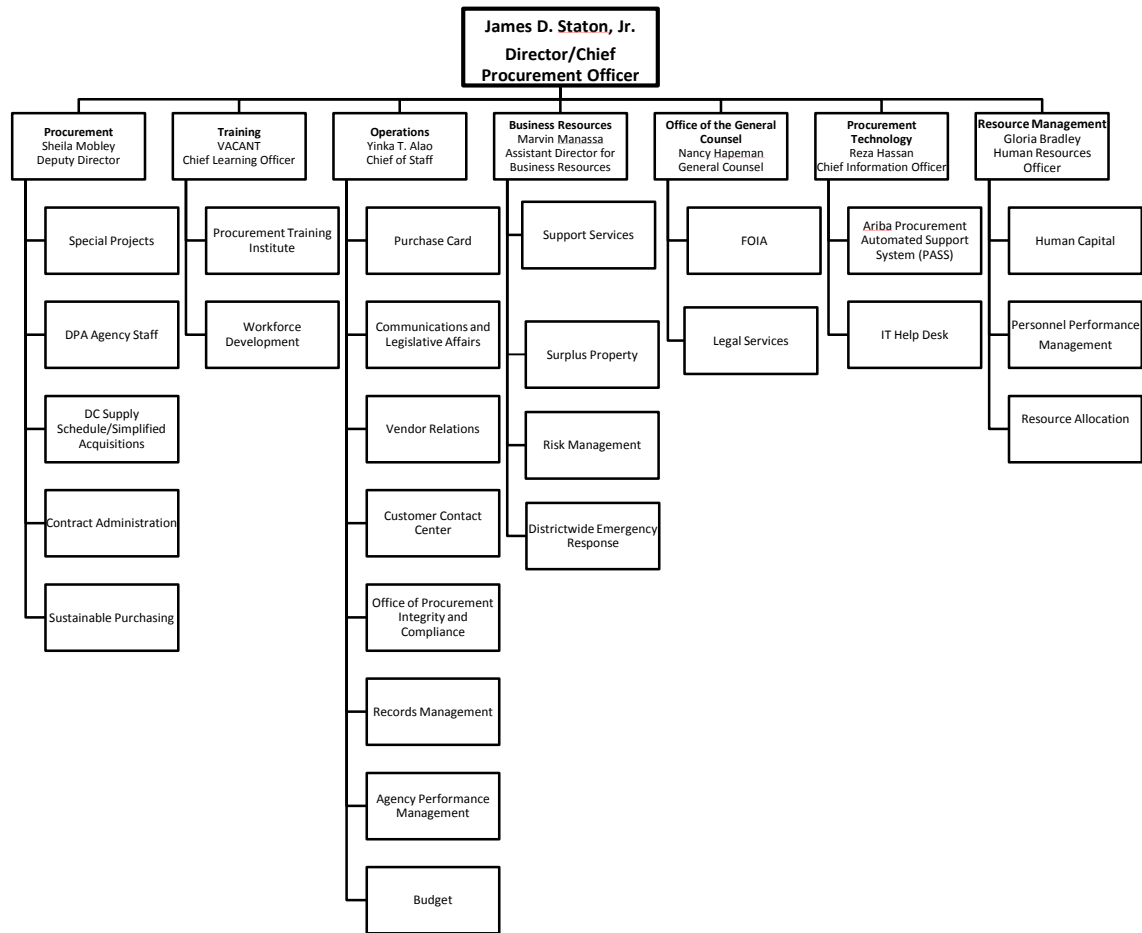 James D. Staton, Jr.
Director/Chief
Procurement Officer
Procurement
Sheila Mobley
Deputy Director
Training
VACANT
Chief Learning Officer
Operations
Yinka T. Alao
Chief of Staff
Business Resources
Marvin Manassa
Assistant Director for
Business Resources
Office of the General
Counsel
Nancy Hapeman
General Counsel
Procurement
Technology
Reza Hassan
Chief Information Officer
Resource Management
Gloria Bradley
Human Resources
Officer
Special Projects
DPA Agency Staff
DC Supply
Schedule/Simplified
Acquisitions
Contract Administration
Sustainable Purchasing
Procurement Training
Institute
Workforce
Development
Purchase Card
Communications and
Legislative Affairs
Vendor Relations
Customer Contact
Center
Office of Procurement
Integrity and
Compliance
Records Management
Agency Performance
Management
Budget
Support Services
Surplus Property
Risk Management
Districtwide Emergency
Response
FOIA
Legal Services
Ariba Procurement
Automated Support
System (PASS)
IT Help Desk
Human Capital
Personnel Performance
Management
Resource Allocation